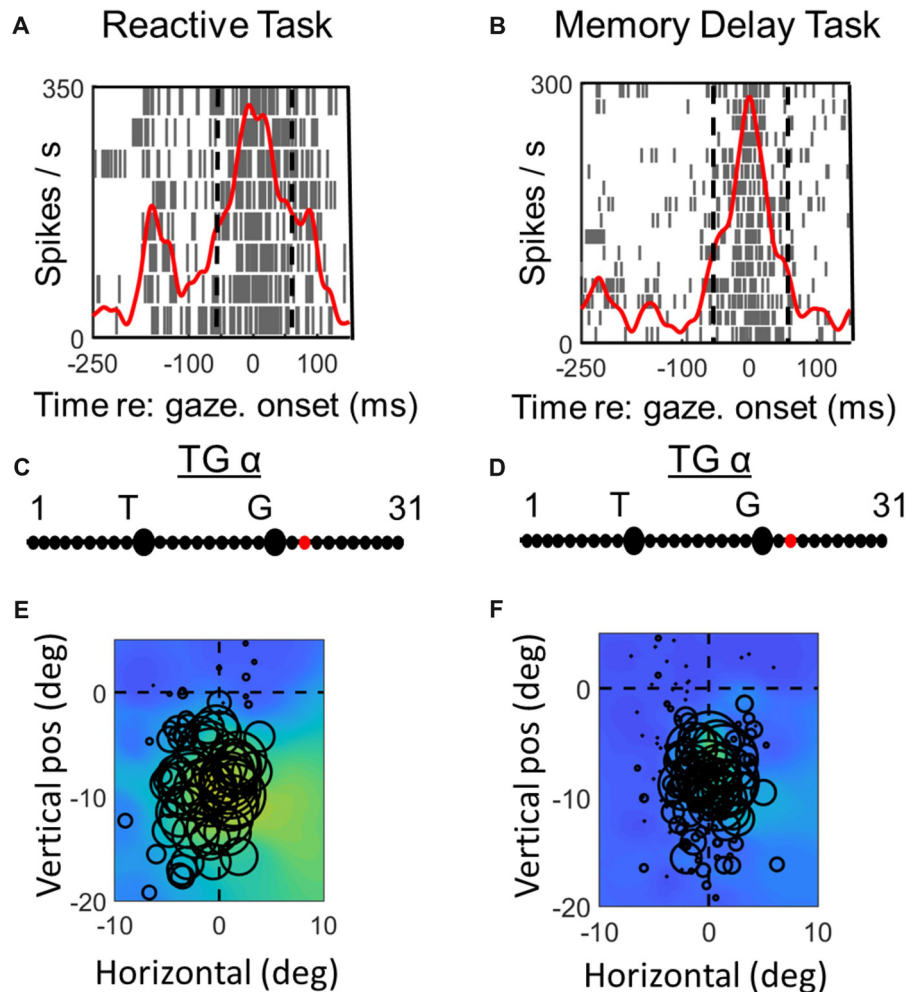 A Reactive Task
B Memory Delay Task
350
Spikes / s
0
-250 -100 0 100
Time re: gaze. onset (ms)
300
Spikes / s
0
-250 -100 0 100
Time re: gaze. onset (ms)
C TG α
1 T G 31
D TG α
1 T G 31
E
Vertical pos (deg)
0
-10
-20
-10 0 10
Horizontal (deg)
F
Vertical pos (deg)
0
-10
-20
-10 0 10
Horizontal (deg)